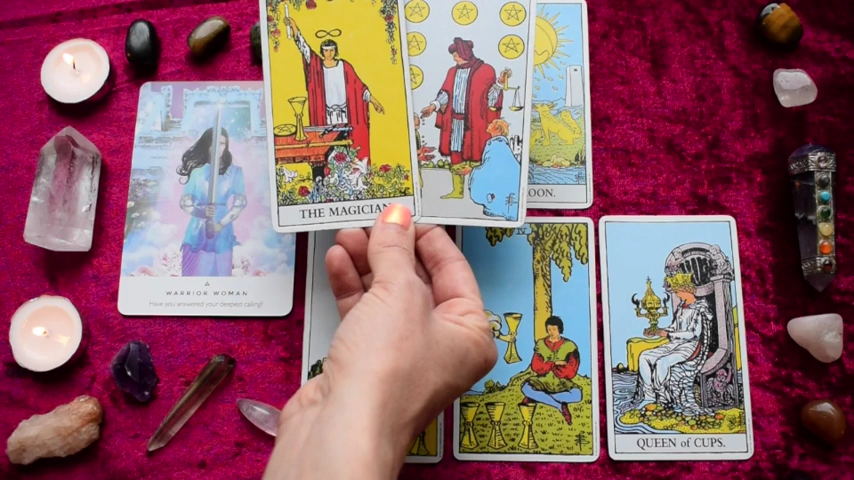 THE MAGICIAN
OON.
WARRIOR WOMAN
Have you answered your deepest calling?
QUEEN of CUPS.